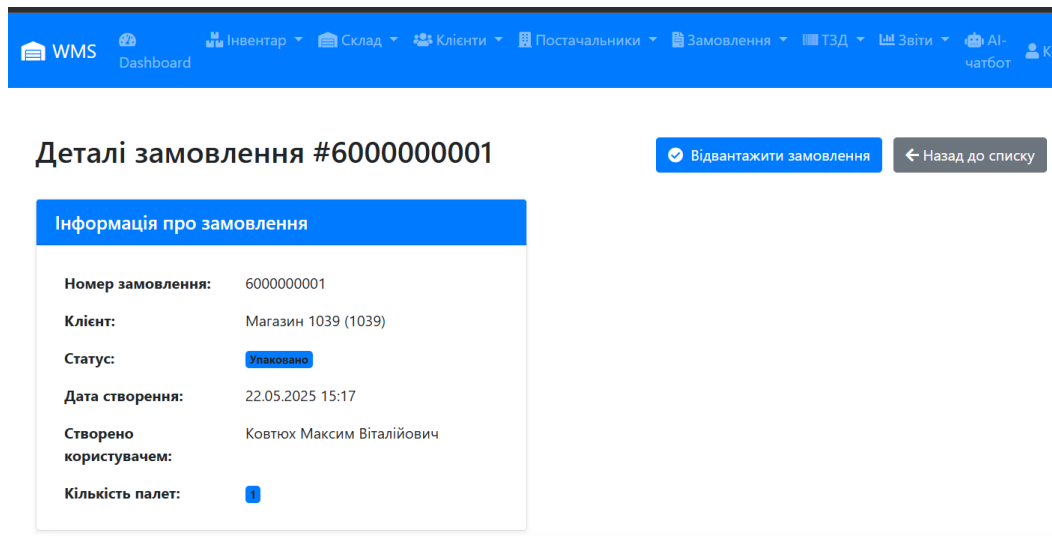 WMS
Dashboard
Інвентар
Склад
Клієнти
Постачальники
Замовлення
ТЗД
Звіти
AI-
чатбот
Деталі замовлення #6000000001
Відвантажити замовлення
Назад до списку
Інформація про замовлення
Номер замовлення: 6000000001
Клієнт: Магазин 1039 (1039)
Статус: Упаковано
Дата створення: 22.05.2025 15:17
Створено Ковтюх Максим Віталійович
користувачем:
Кількість палет: 1